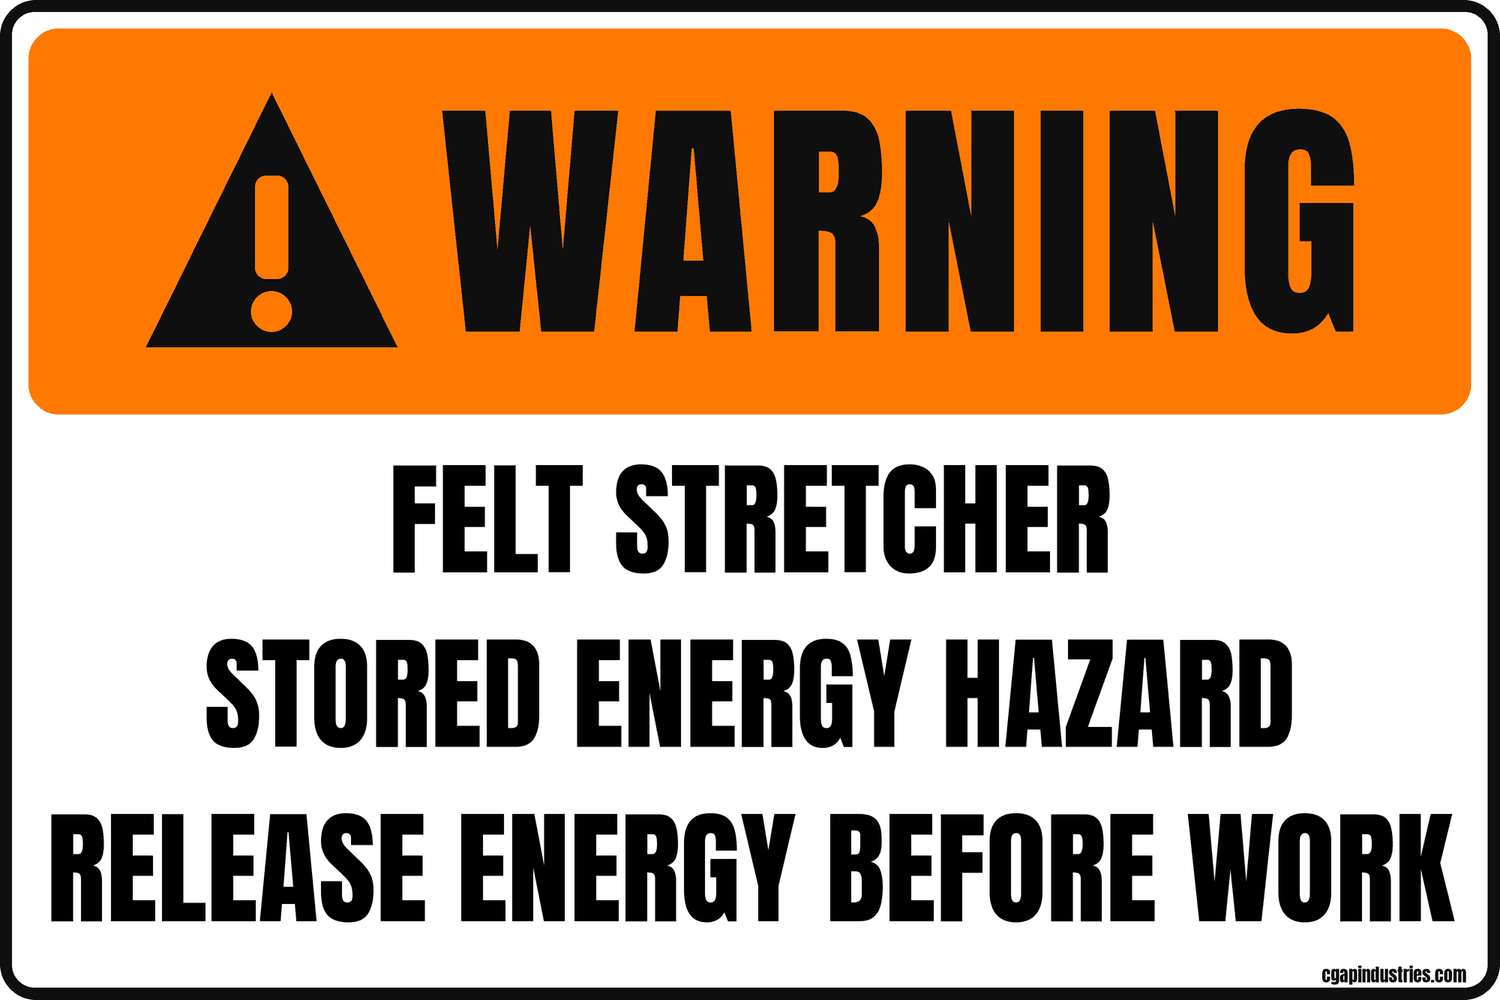 WARNING
FELT STRETCHER
STORED ENERGY HAZARD
RELEASE ENERGY BEFORE WORK
cgapindustries.com